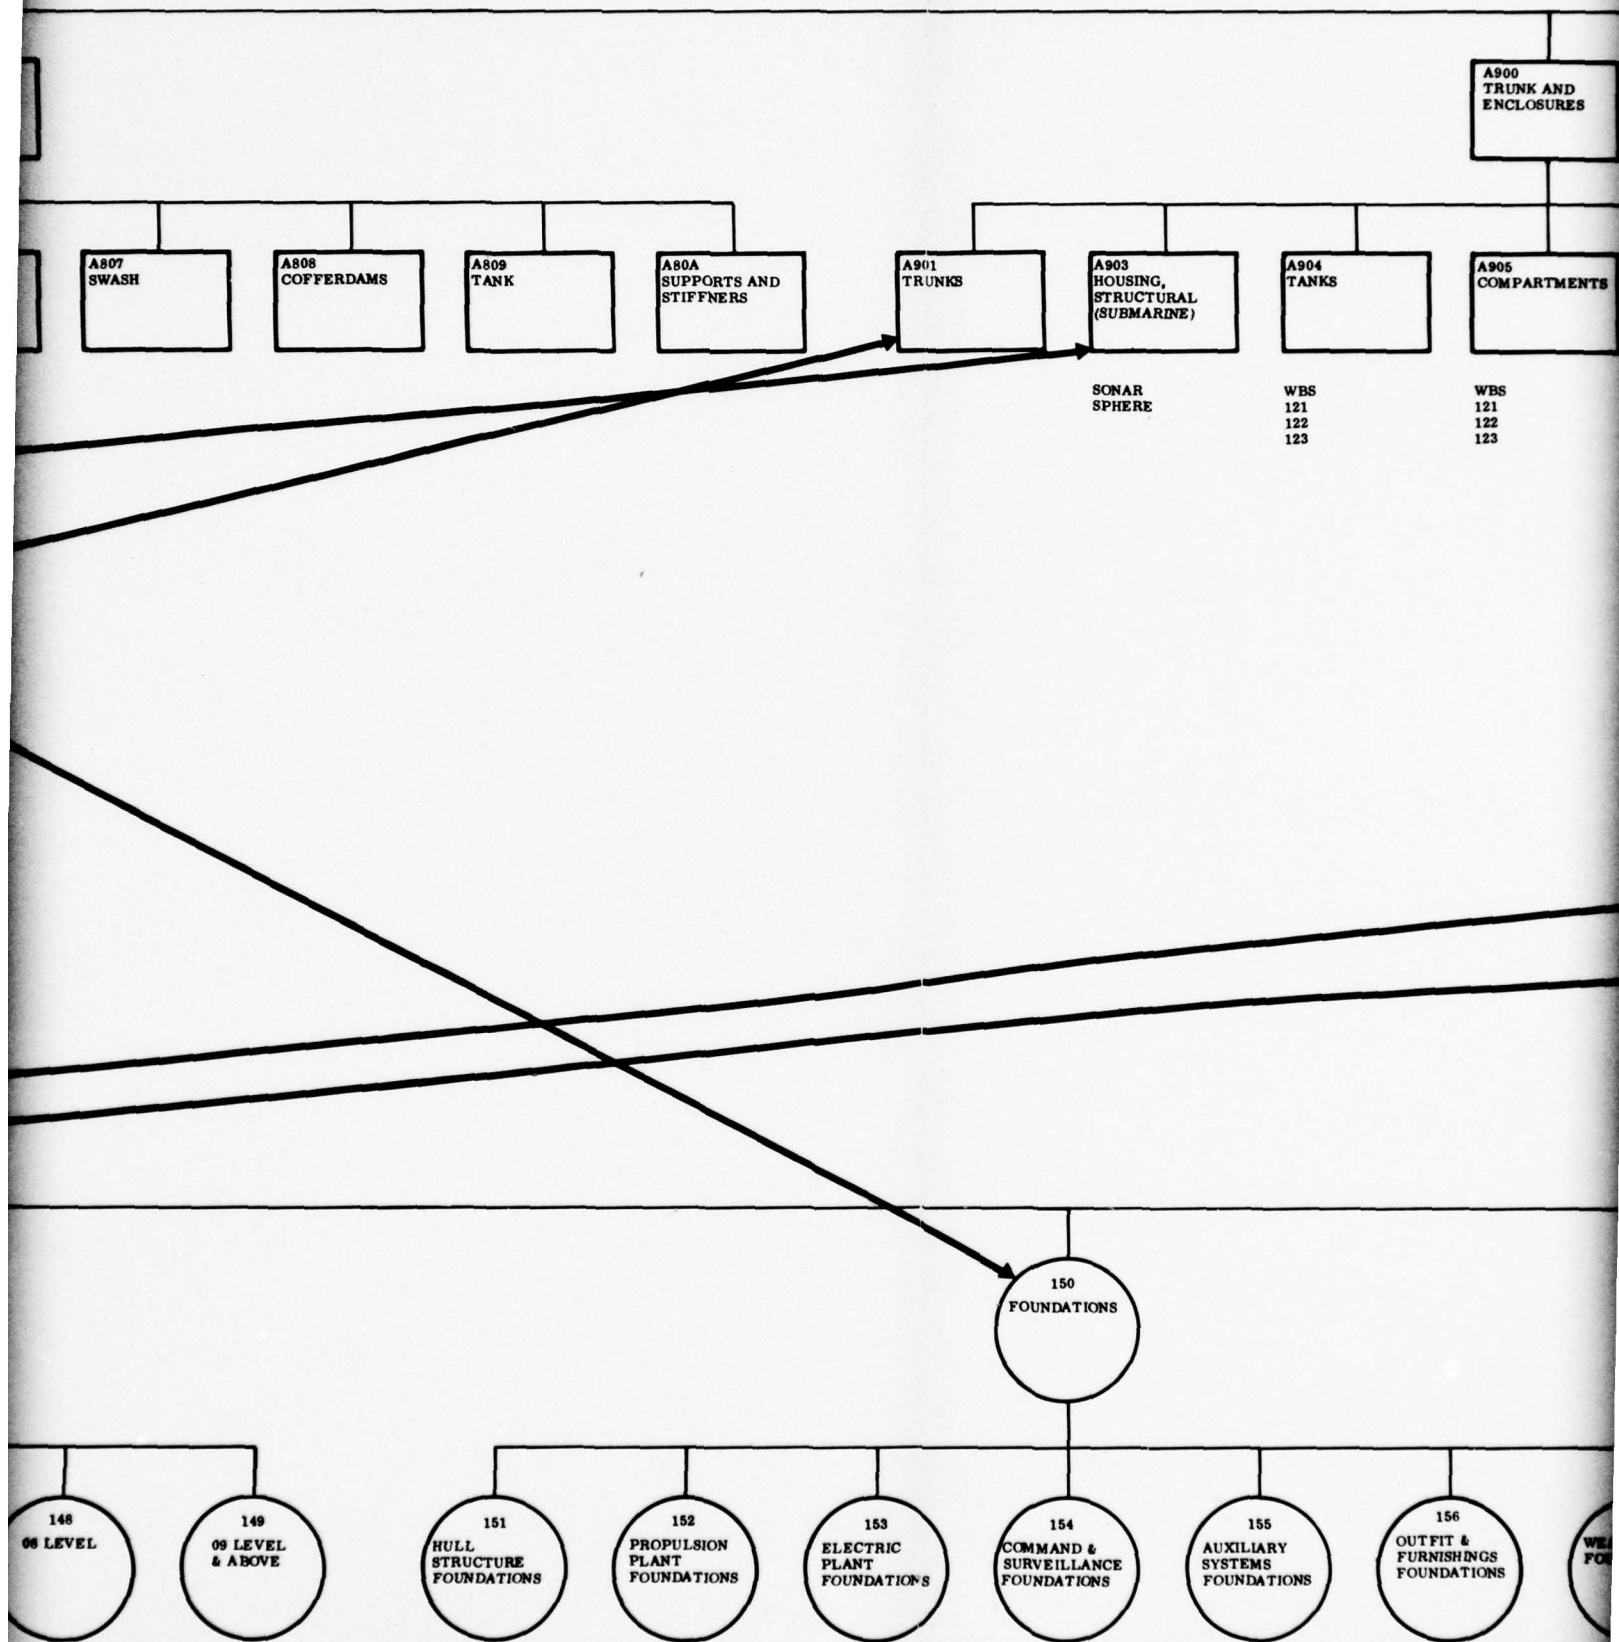 A900
TRUNK AND
ENCLOSURES
A807
SWASH
A808
COFFERDAMS
A809
TANK
A80A
SUPPORTS AND
STIFFNERS
A901
TRUNKS
A903
HOUSING,
STRUCTURAL
(SUBMARINE)
A904
TANKS
A905
COMPARTMENTS
SONAR
SPHERE
WBS
121
122
123
WBS
121
122
123
150
FOUNDATIONS
148
08 LEVEL
149
09 LEVEL
& ABOVE
151
HULL
STRUCTURE
FOUNDATIONS
152
PROPULSION
PLANT
FOUNDATIONS
153
ELECTRIC
PLANT
FOUNDATIONS
154
COMMAND &
SURVEILLANCE
FOUNDATIONS
155
AUXILIARY
SYSTEMS
FOUNDATIONS
156
OUTFIT &
FURNISHINGS
FOUNDATIONS